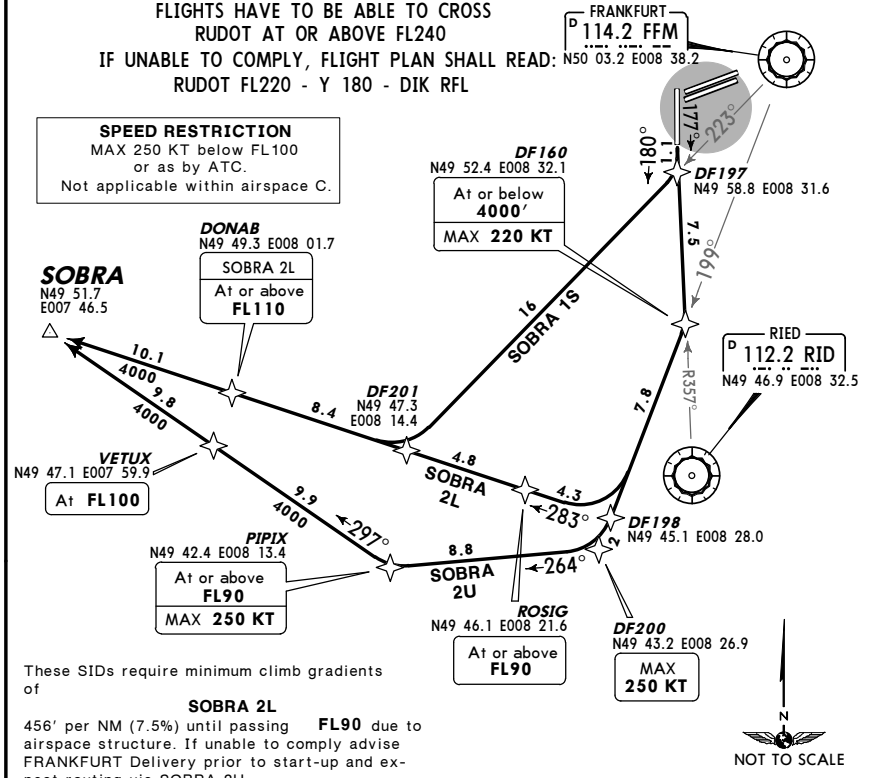 FLIGHTS HAVE TO BE ABLE TO CROSS
RUDOT AT OR ABOVE FL240
IF UNABLE TO COMPLY, FLIGHT PLAN SHALL READ:
RUDOT FL220 - Y 180 - DIK RFL
FRANKFURT
D 114.2 FFM
N50 03.2 E008 38.2
SPEED RESTRICTION
MAX 250 KT below FL100
or as by ATC.
Not applicable within airspace C.
177°
223°
180°
1.1
DF197
N49 58.8 E008 31.6
DF160
N49 52.4 E008 32.1
At or below
4000'
MAX 220 KT
7.5
199°
DONAB
N49 49.3 E008 01.7
SOBRA 2L
At or above
FL110
SOBRA
N49 51.7
E007 46.5
16
SOBRA 1S
RIED
D 112.2 RID
N49 46.9 E008 32.5
R357°
10.1
4000
9.8
4000
8.4
DF201
N49 47.3
E008 14.4
7.8
VETUX
N49 47.1 E007 59.9
At FL100
4.8
SOBRA
2L
4.3
283°
9.9
4000
297°
DF198
N49 45.1 E008 28.0
2
PIPIX
N49 42.4 E008 13.4
At or above
FL90
MAX 250 KT
8.8
SOBRA
2U
264°
ROSIG
N49 46.1 E008 21.6
At or above
FL90
DF200
N49 43.2 E008 26.9
MAX
250 KT
These SIDs require minimum climb gradients
of
SOBRA 2L
456' per NM (7.5%) until passing FL90 due to
airspace structure. If unable to comply advise
FRANKFURT Delivery prior to start-up and ex-
pect routing via SOBRA 2U
N
NOT TO SCALE